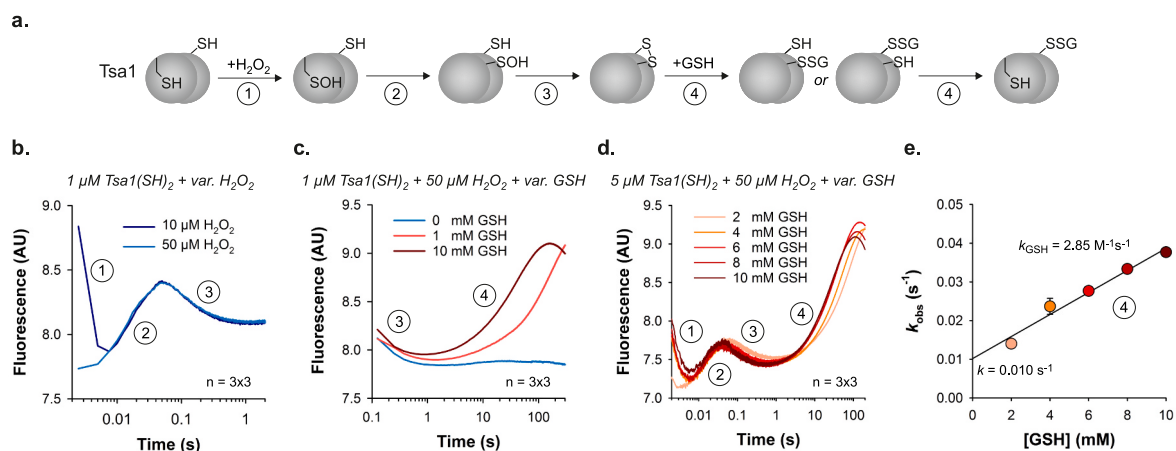 a.
Tsa1
SH
SH
+H₂O₂
1
SH
SOH
2
SH
SOH
3
S
S
+GSH
4
SH
SSG
or
SSG
SH
4
SSG
SH
b.
1 µM Tsa1(SH)₂ + var. H₂O₂
Fluorescence (AU)
9.0
8.5
8.0
7.5
10 µM H₂O₂
50 µM H₂O₂
1
2
3
n = 3x3
0.01
0.1
1
Time (s)
c.
1 µM Tsa1(SH)₂ + 50 µM H₂O₂ + var. GSH
Fluorescence (AU)
9.5
9.0
8.5
8.0
7.5
0 mM GSH
1 mM GSH
10 mM GSH
3
4
n = 3x3
0.1
1
10
100
Time (s)
d.
5 µM Tsa1(SH)₂ + 50 µM H₂O₂ + var. GSH
Fluorescence (AU)
9.5
9.0
8.5
8.0
7.5
7.0
2 mM GSH
4 mM GSH
6 mM GSH
8 mM GSH
10 mM GSH
1
2
3
4
n = 3x3
0.01
0.1
1
10
100
Time (s)
e.
k_obs (s⁻¹)
0.05
0.04
0.03
0.02
0.01
0.00
k_GSH = 2.85 M⁻¹s⁻¹
4
k = 0.010 s⁻¹
0
2
4
6
8
10
[GSH] (mM)